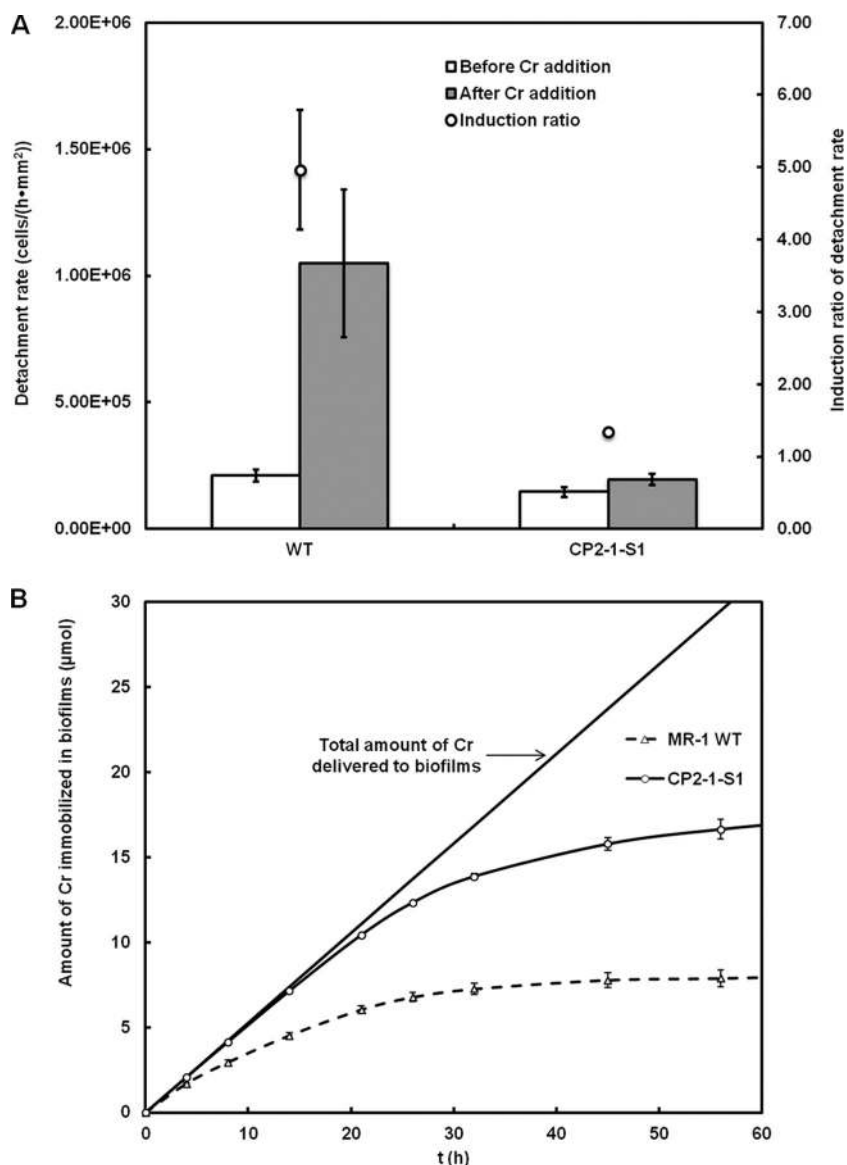 A
2.00E+06
1.50E+06
1.00E+06
5.00E+05
0.00E+00
Detachment rate (cells/(h•mm²))
Before Cr addition
After Cr addition
Induction ratio
7.00
6.00
5.00
4.00
3.00
2.00
1.00
0.00
Induction ratio of detachment rate
WT
CP2-1-S1
B
30
25
20
15
10
5
0
Amount of Cr immobilized in biofilms (µmol)
Total amount of Cr
delivered to biofilms
MR-1 WT
CP2-1-S1
0
10
20
30
40
50
60
t (h)